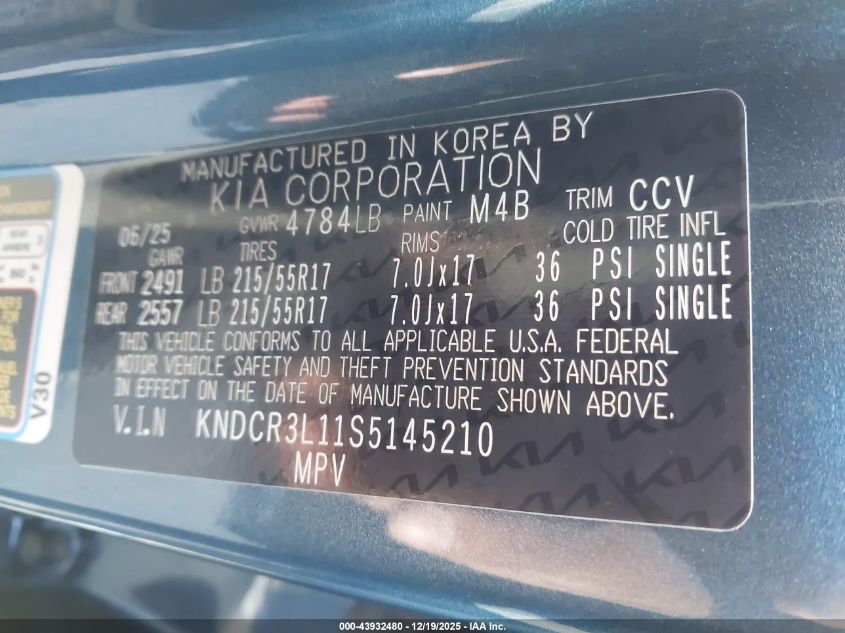 MANUFACTURED IN KOREA BY
KIA CORPORATION
06/25 GVWR 4784LB PAINT M4B TRIM CCV
GAWR TIRES RIMS COLD TIRE INFL
FRONT 2491 LB 215/55R17 7.0Jx17 36 PSI SINGLE
REAR 2557 LB 215/55R17 7.0Jx17 36 PSI SINGLE
THIS VEHICLE CONFORMS TO ALL APPLICABLE U.S.A. FEDERAL
MOTOR VEHICLE SAFETY AND THEFT PREVENTION STANDARDS
IN EFFECT ON THE DATE OF MANUFACTURE SHOWN ABOVE.
V.I.N KNDCR3L11S5145210
MPV
V30
000-43932480 - 12/19/2025 - IAA Inc.